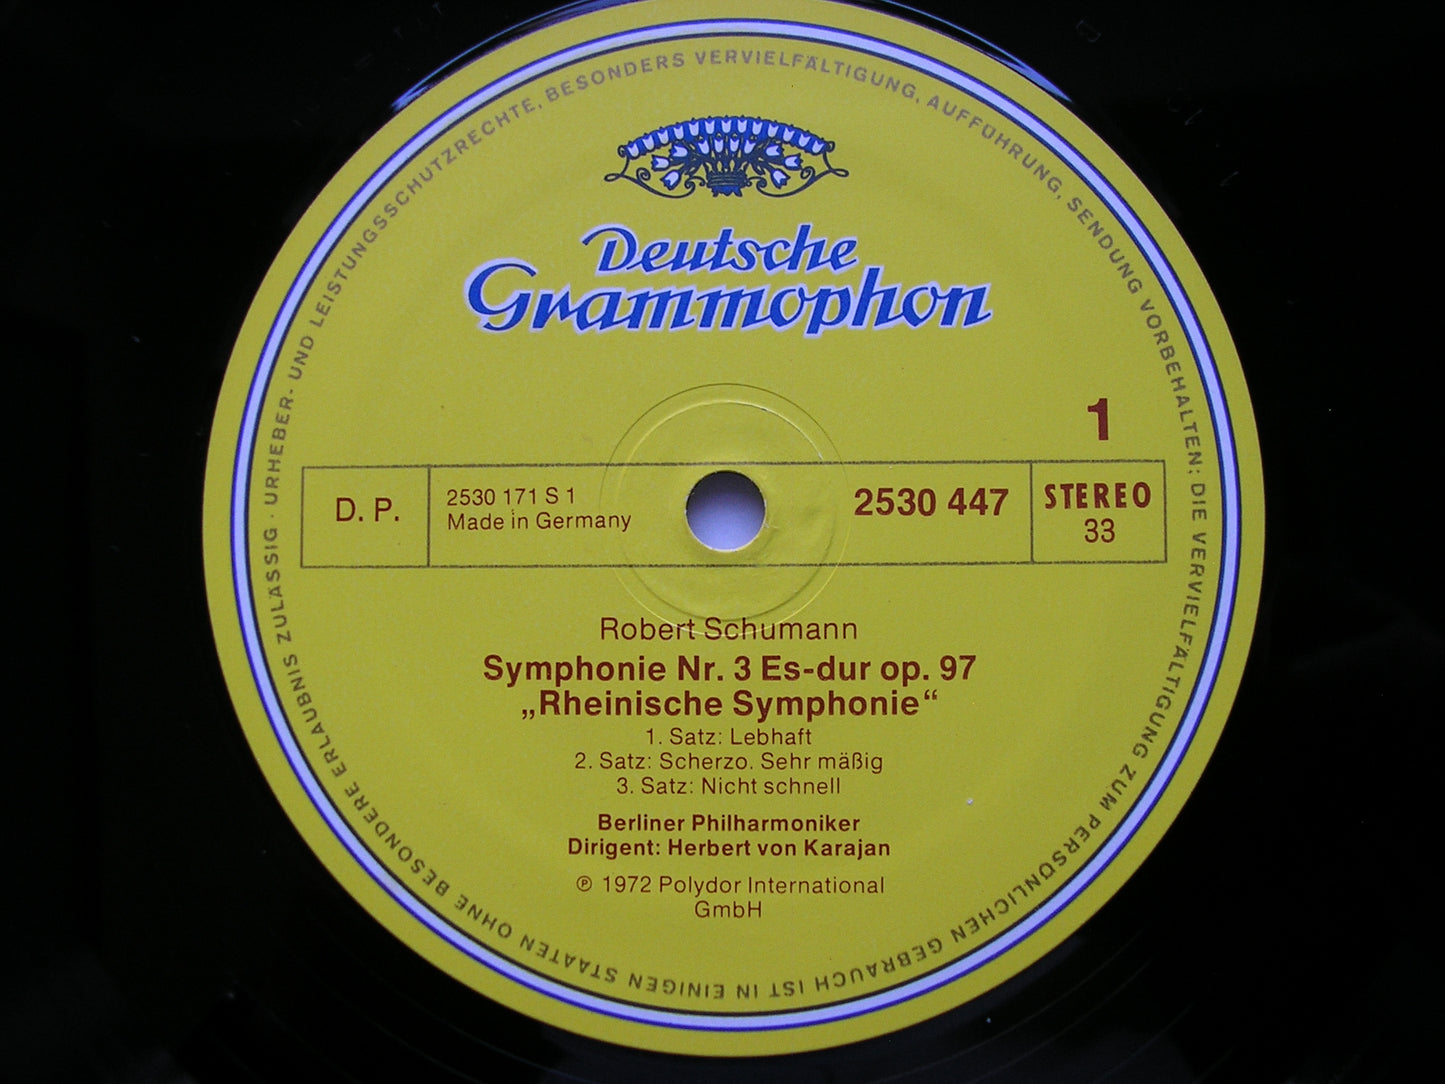 URHEBER- UND LEISTUNGSSCHUTZRECHTE, BESONDERS VERVIELFÄLTIGUNG, AUFFÜHRUNG, SENDUNG VORBEHALTEN; DIE VERVIELFÄLTIGUNG ZUM PERSÖNLICHEN GEBRAUCH IST IN EINIGEN STAATEN OHNE BESONDERE ERLAUBNIS ZULÄSSIG ·
Deutsche
Grammophon
1
D. P.
2530 171 S 1
Made in Germany
2530 447
STEREO
33
Robert Schumann
Symphonie Nr. 3 Es-dur op. 97
„Rheinische Symphonie“
1. Satz: Lebhaft
2. Satz: Scherzo. Sehr mäßig
3. Satz: Nicht schnell
Berliner Philharmoniker
Dirigent: Herbert von Karajan
℗ 1972 Polydor International
GmbH